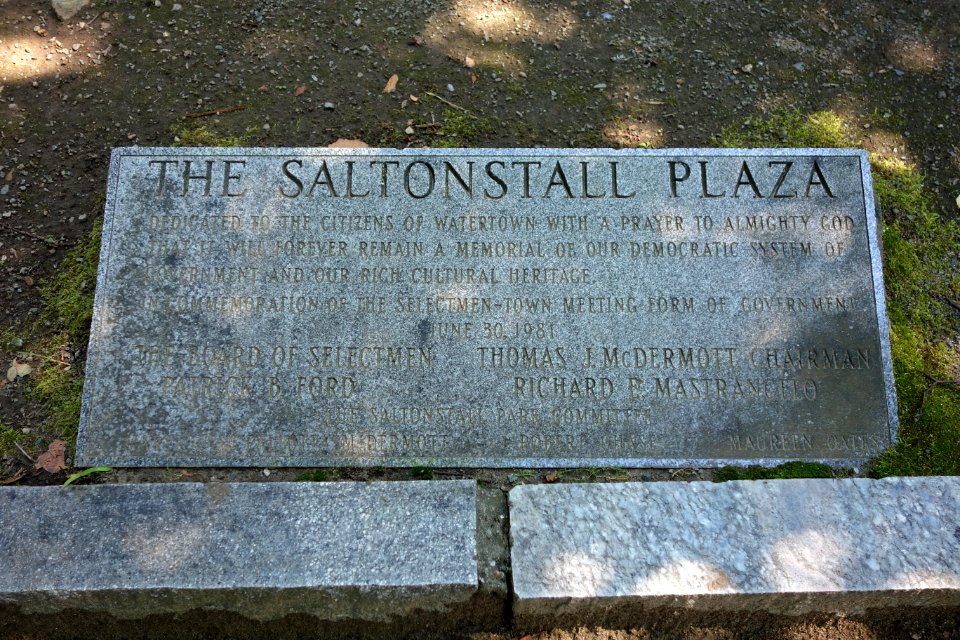 THE SALTONSTALL PLAZA
DEDICATED TO THE CITIZENS OF WATERTOWN WITH A PRAYER TO ALMIGHTY GOD
THAT IT WILL FOREVER REMAIN A MEMORIAL OF OUR DEMOCRATIC SYSTEM OF
GOVERNMENT AND OUR RICH CULTURAL HERITAGE.
IN COMMEMORATION OF THE SELECTMEN-TOWN MEETING FORM OF GOVERNMENT
JUNE 30, 1981
THE BOARD OF SELECTMEN THOMAS J. McDERMOTT, CHAIRMAN
PATRICK B. FORD RICHARD E. MASTRANGELO
THE SALTONSTALL PARK COMMITTEE
McDERMOTT ROBERT MAUREEN OATES